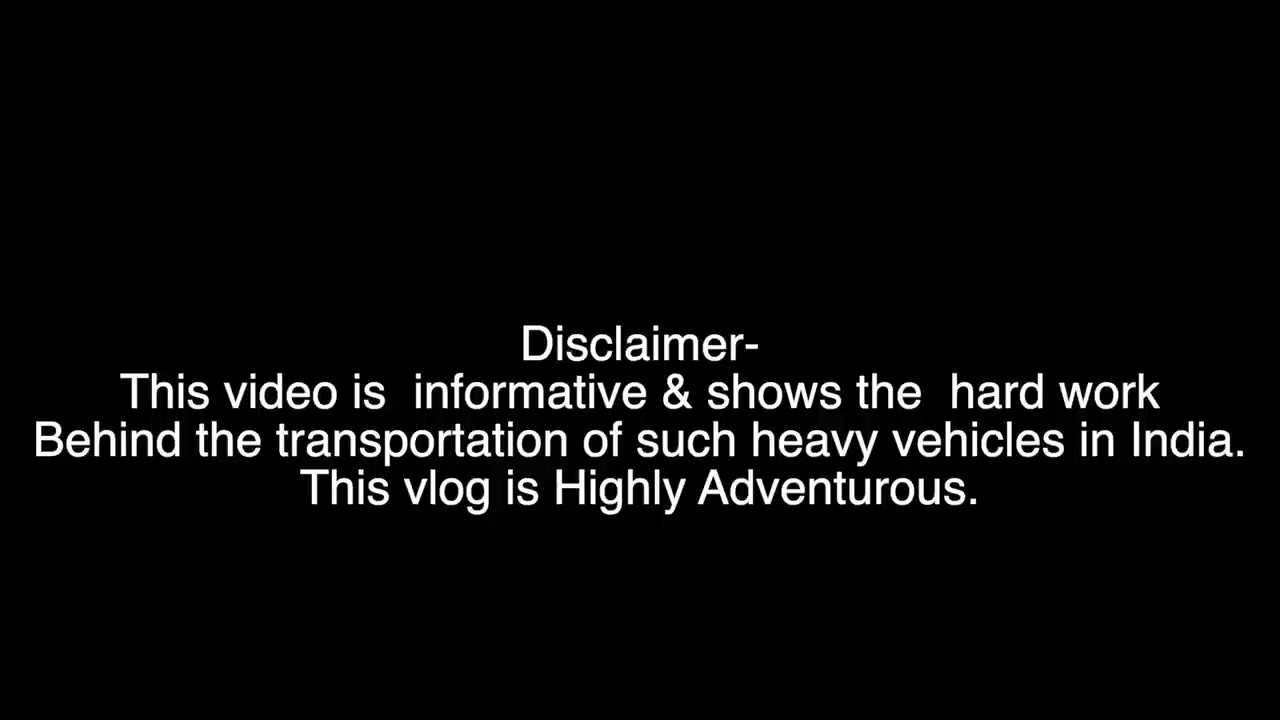 Disclaimer-
This video is  informative & shows the  hard work
Behind the transportation of such heavy vehicles in India.
This vlog is Highly Adventurous.